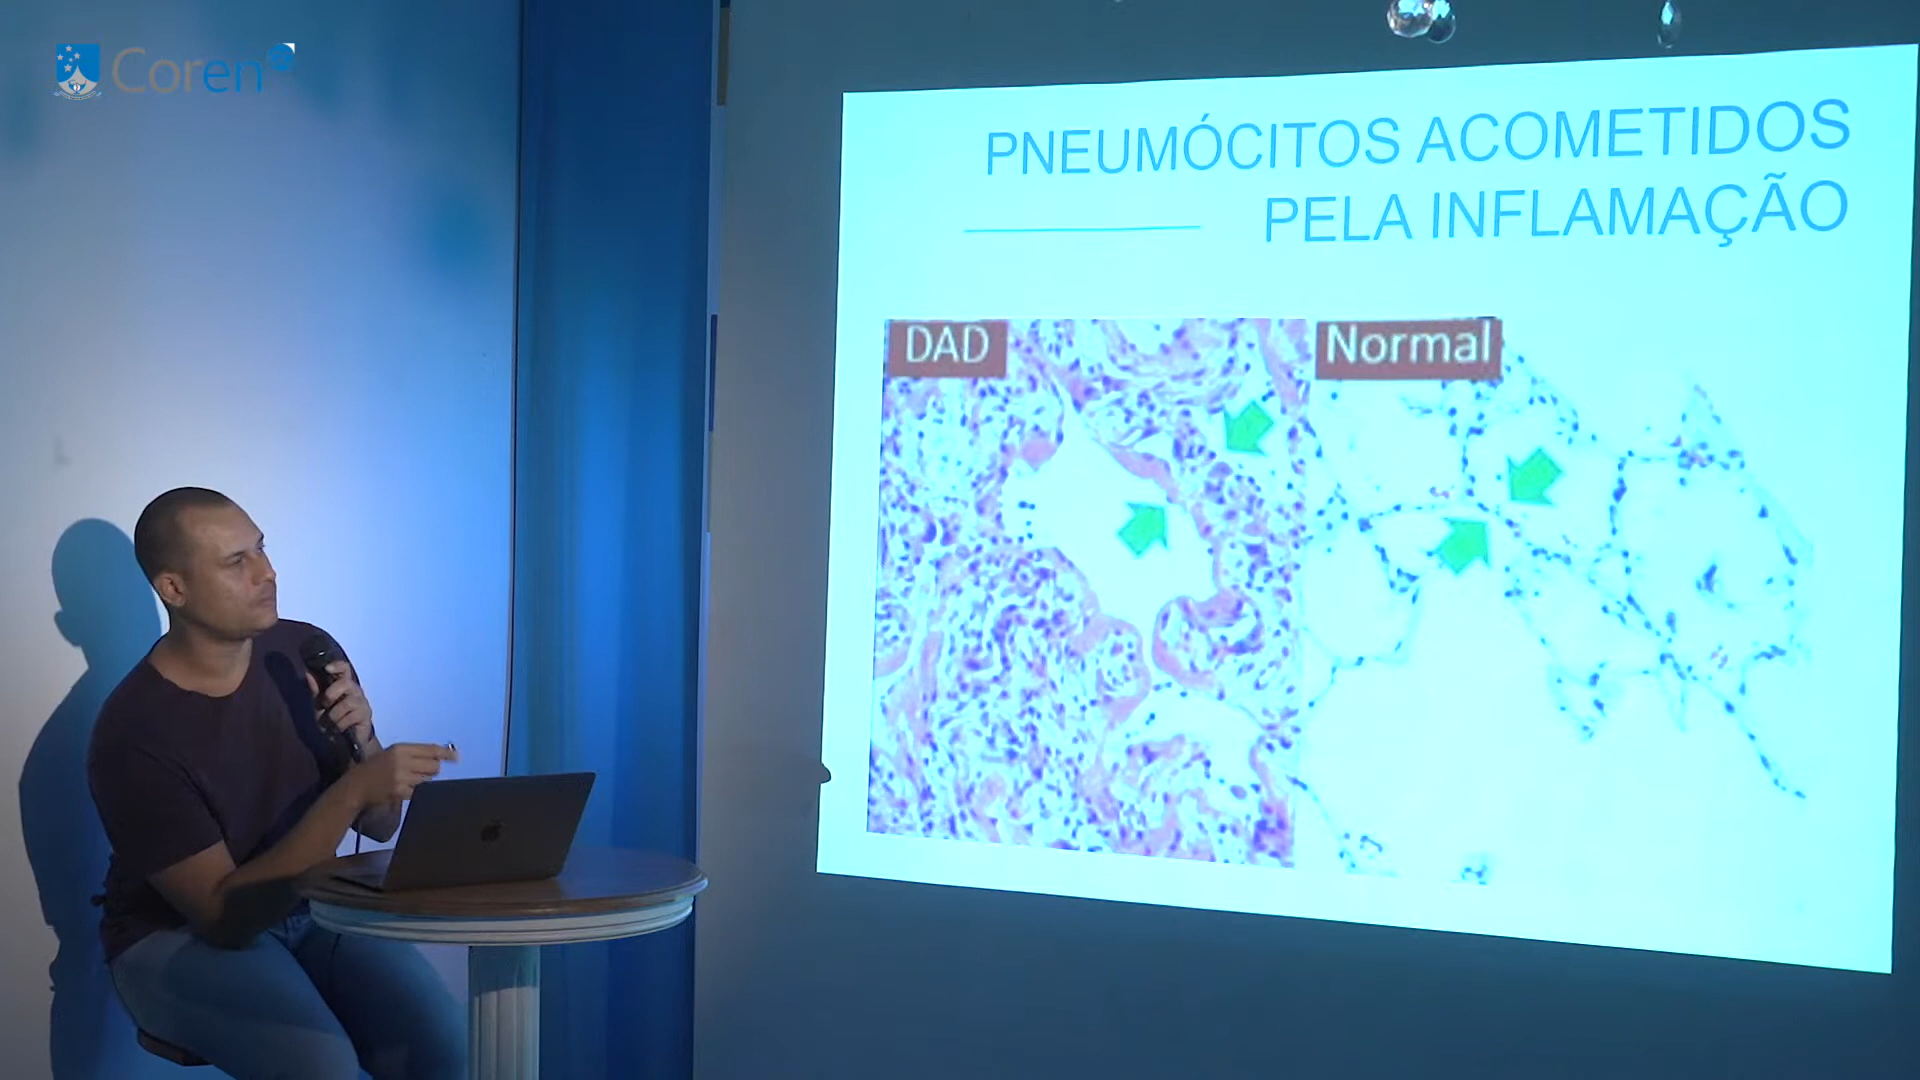 Coren
PNEUMÓCITOS ACOMETIDOS
PELA INFLAMAÇÃO
DAD
Normal